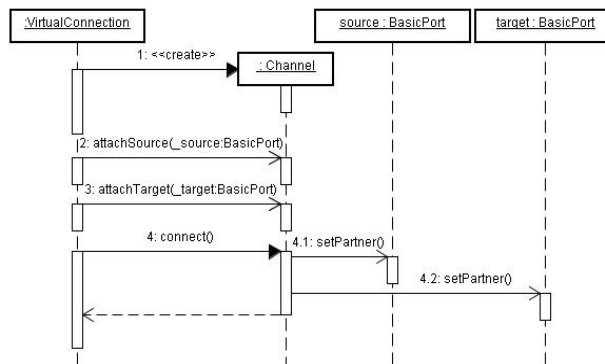 :VirtualConnection
source : BasicPort
target : BasicPort
1: <<create>>
: Channel
2: attachSource(_source:BasicPort)
3: attachTarget(_target:BasicPort)
4: connect()
4.1: setPartner()
4.2: setPartner()